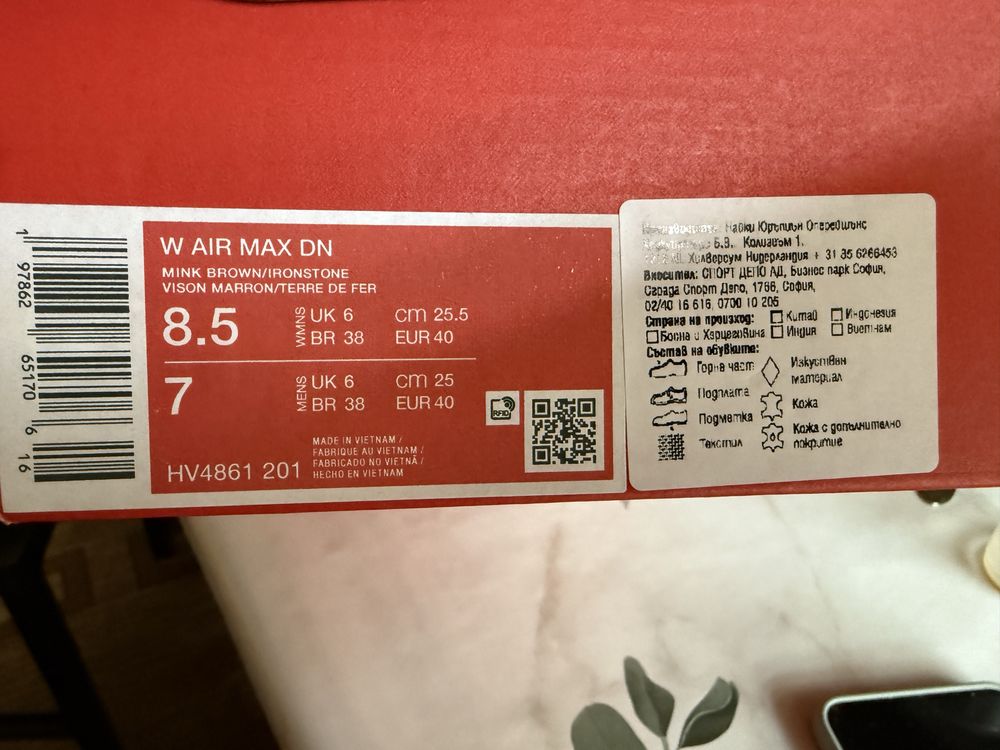 W AIR MAX DN
MINK BROWN/IRONSTONE
VISON MARRON/TERRE DE FER
8.5
WMNS
UK 6 cm 25.5
BR 38 EUR 40
7
MENS
UK 6 cm 25
BR 38 EUR 40
RFID
HV4861 201
MADE IN VIETNAM /
FABRIQUE AU VIETNAM /
FABRICADO NO VIETNÃ /
HECHO EN VIETNAM
1 97862 65170 6 16
Найки Юръпиън Оперейшънс
Б.В., Колизеъм 1,
Хилверсум Нидерландия + 31 35 6266453
Вносител: СПОРТ ДЕПО АД, Бизнес парк София,
Сграда Спорт Депо, 1766, София,
02/40 16 616, 0700 10 205
Страна на произход: Китай Индонезия
Босна и Херцеговина Индия Виетнам
Състав на обувките:
Горна част
Изкуствен
материал
Подплата
Кожа
Подметка
Кожа с допълнително
покритие
Текстил